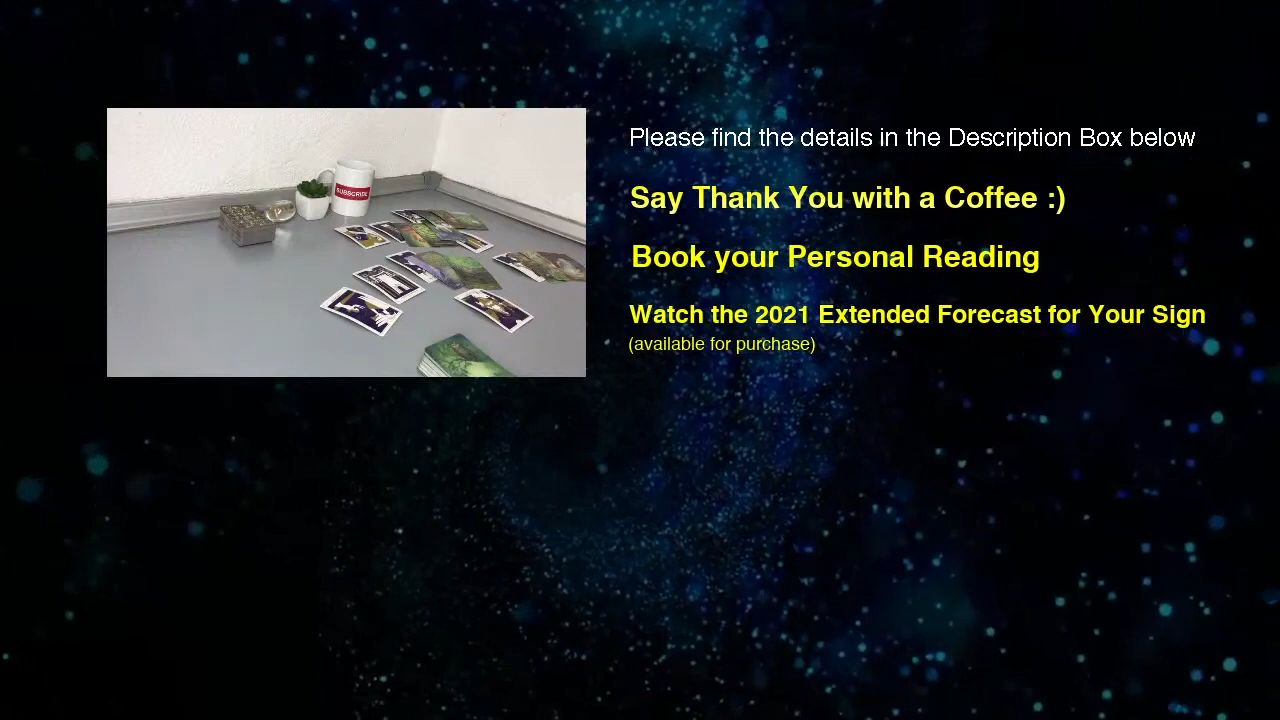 Please find the details in the Description Box below
SUBSCRIBE
Say Thank You with a Coffee :)
Book your Personal Reading
Watch the 2021 Extended Forecast for Your Sign
(available for purchase)